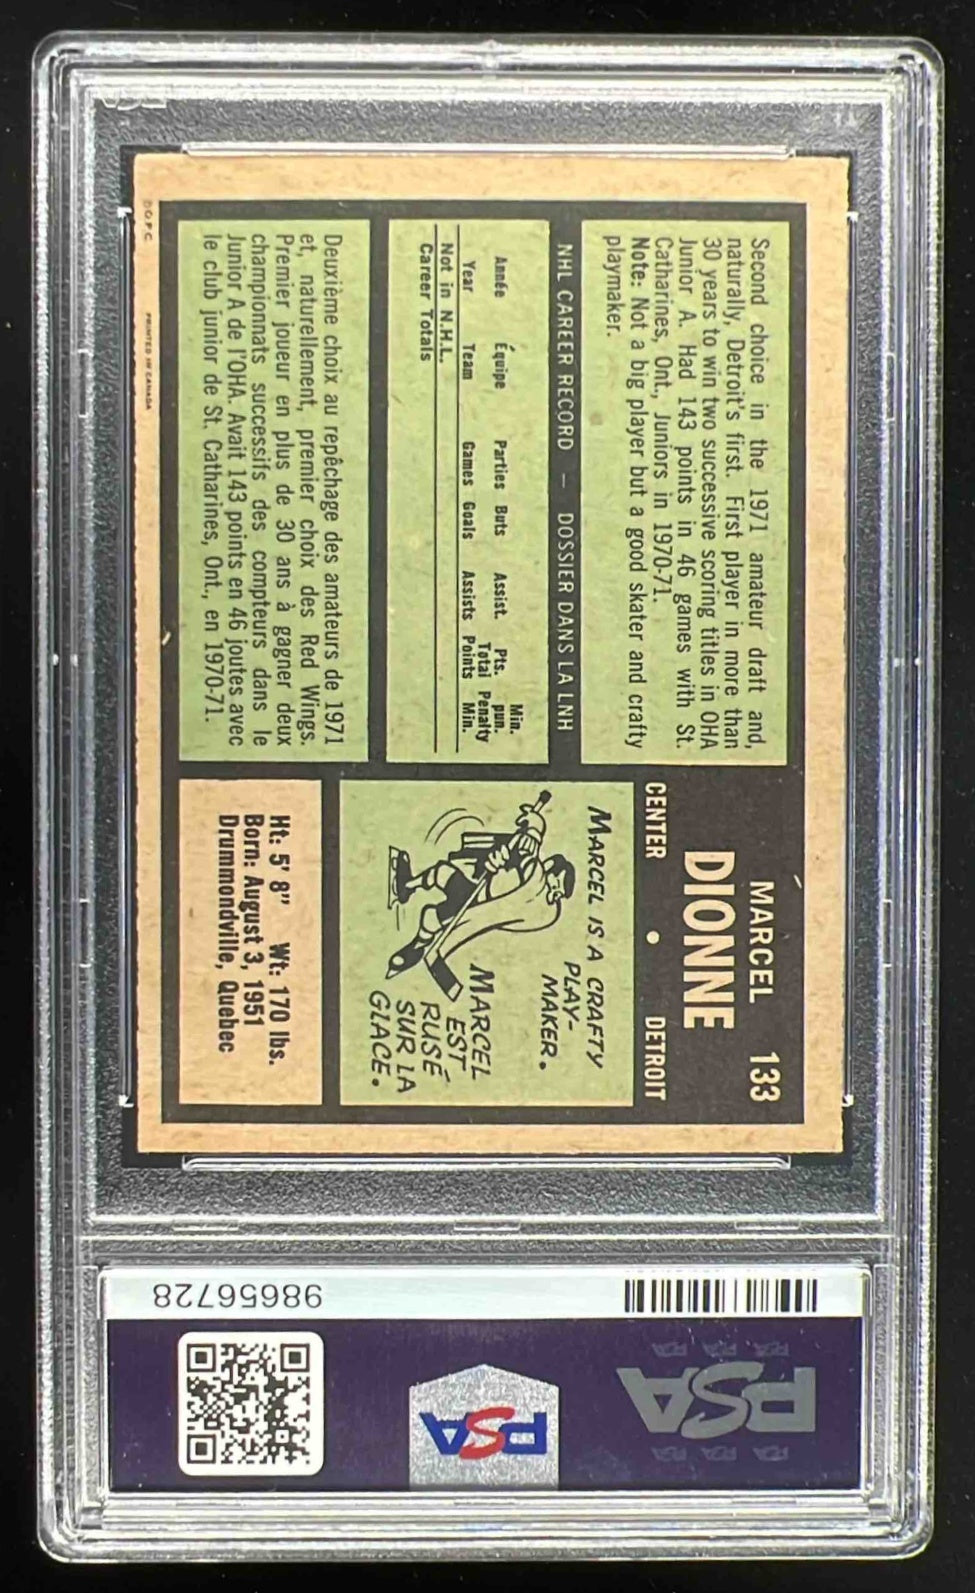 MARCEL 133
DIONNE
CENTER • DETROIT
Second choice in the 1971 amateur draft and,
naturally, Detroit's first. First player in more than
30 years to win two successive scoring titles in OHA
Junior A. Had 143 points in 46 games with St.
Catharines, Ont., Juniors in 1970-71.
Note: Not a big player but a good skater and crafty
playmaker.
NHL CAREER RECORD — DOSSIER DANS LA LNH
Année Équipe Parties Buts Assist. Pts. Min. pun.
Year Team Games Goals Assists Total Points Penalty Min.
Not in N.H.L.
Career Totals
Deuxième choix au repêchage des amateurs de 1971
et, naturellement, premier choix des Red Wings.
Premier joueur en plus de 30 ans à gagner deux
championnats successifs des compteurs dans le
Junior A de l'OHA. Avait 143 points en 46 joutes avec
le club junior de St. Catharines, Ont., en 1970-71.
MARCEL IS A CRAFTY
PLAY-
MAKER.
MARCEL
EST
RUSÉ
SUR LA
GLACE.
Ht: 5' 8" Wt: 170 lbs.
Born: August 3, 1951
Drummondville, Quebec
O.P.C. PRINTED IN CANADA
98656728
PSA
PSA